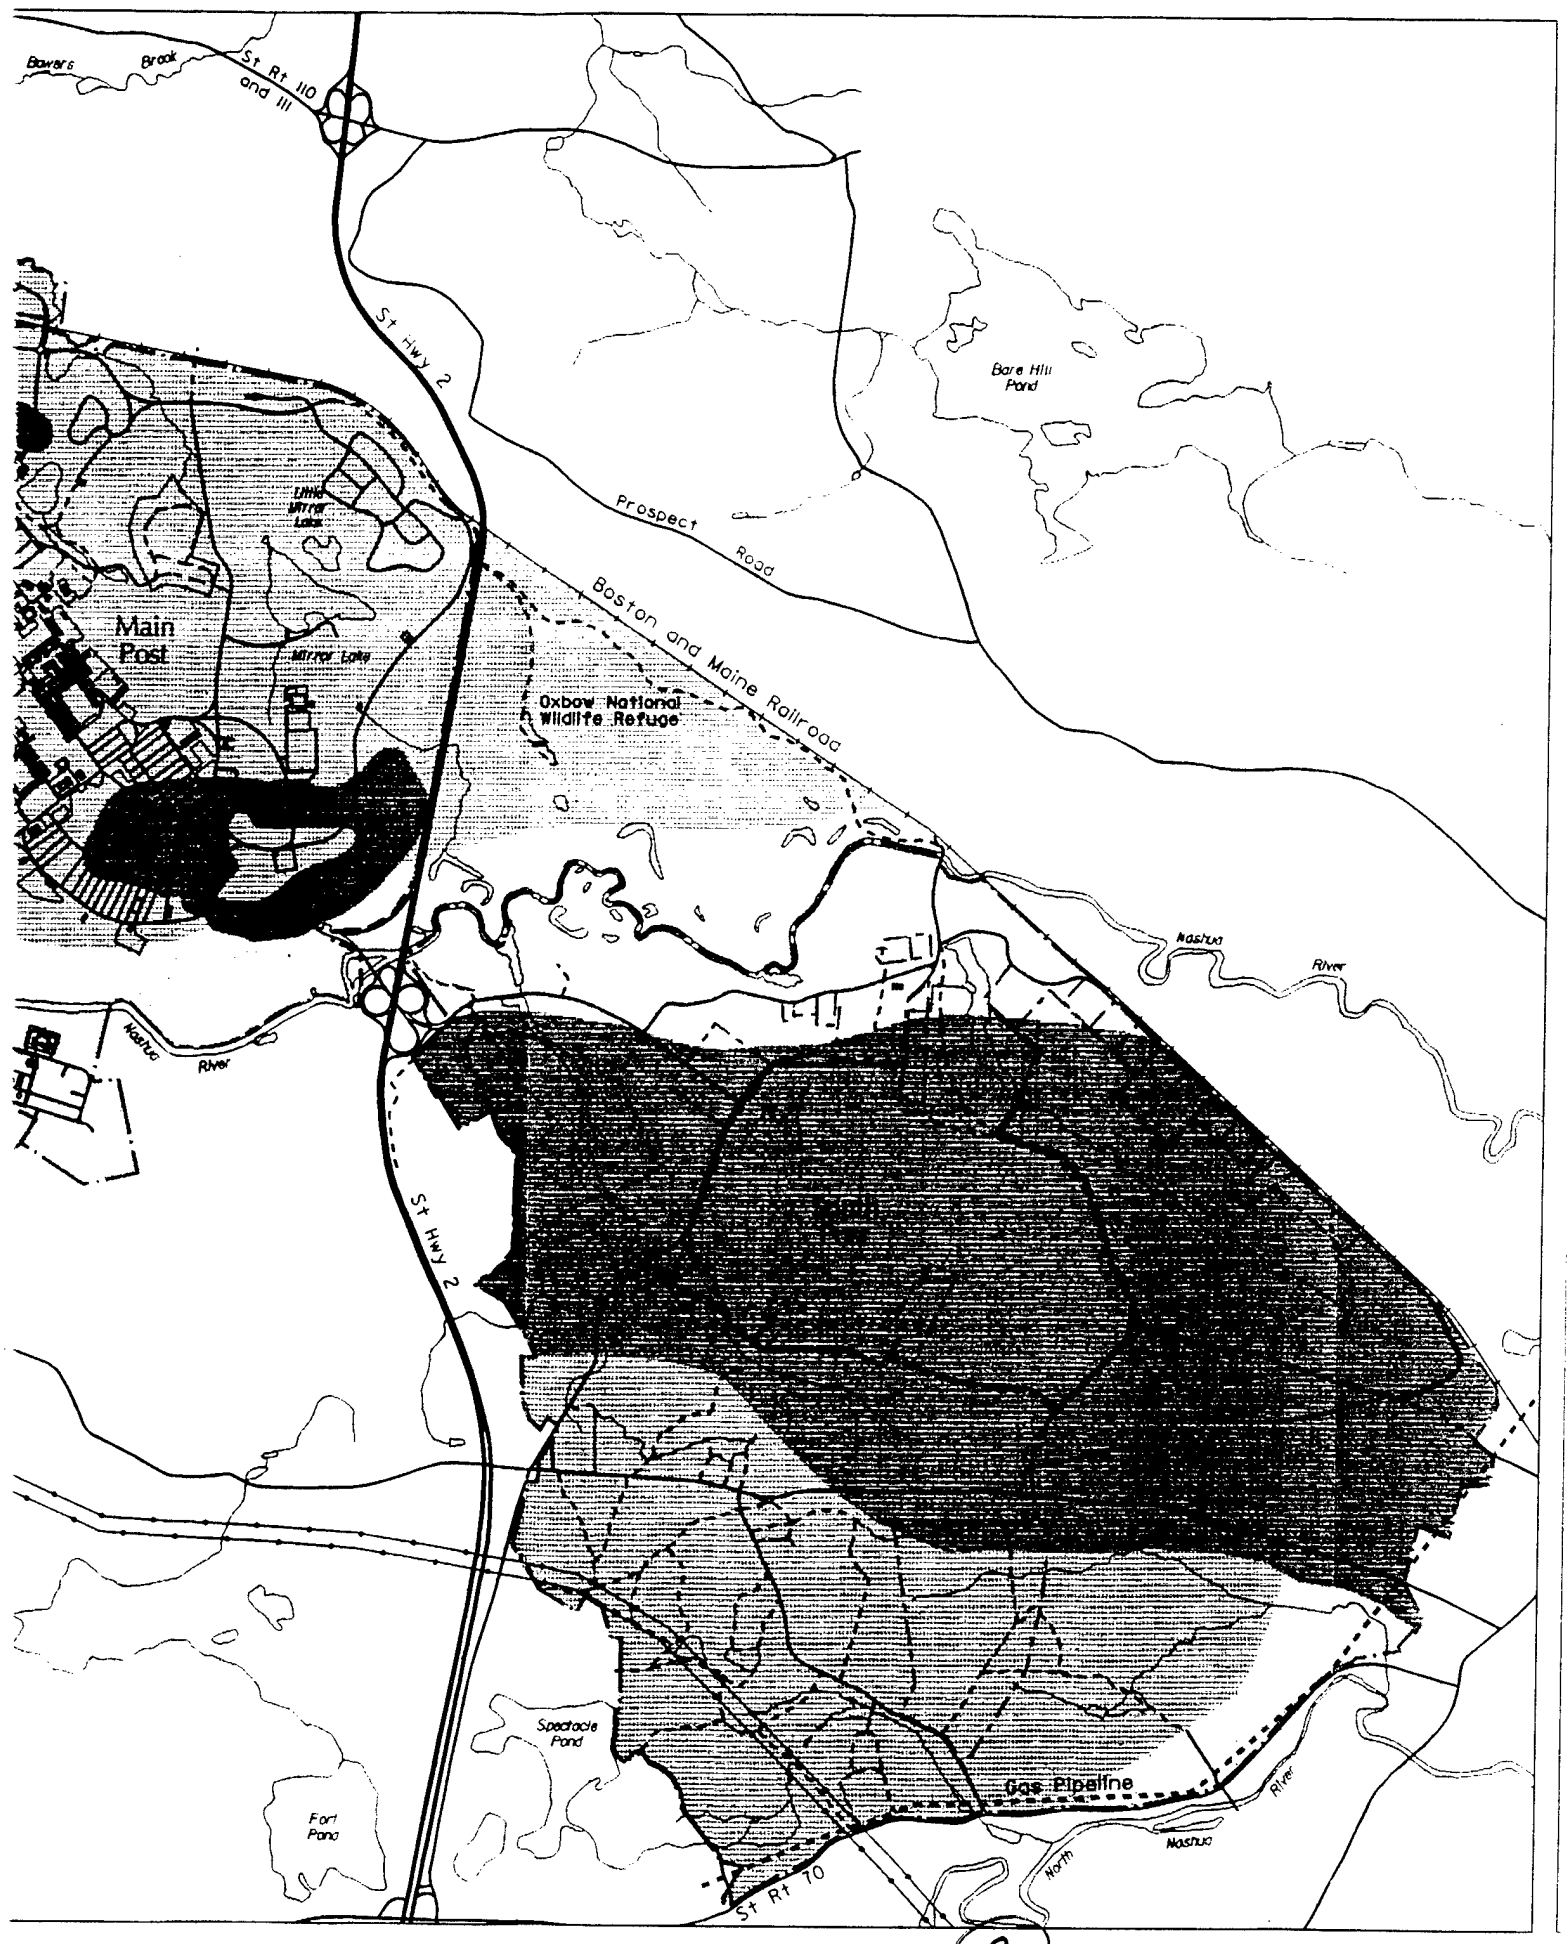 Bowers Brook
St Rt 110
and 111
St Hwy 2
Bare Hill
Pond
Little
Mirror
Lake
Prospect Road
Boston and Maine Railroad
Main
Post
Mirror Lake
Oxbow National
Wildlife Refuge
Nashua River
Nashua River
St Hwy 2
Spectacle
Pond
Gas Pipeline
River
Fort
Pond
Nashua
North
St Rt 70